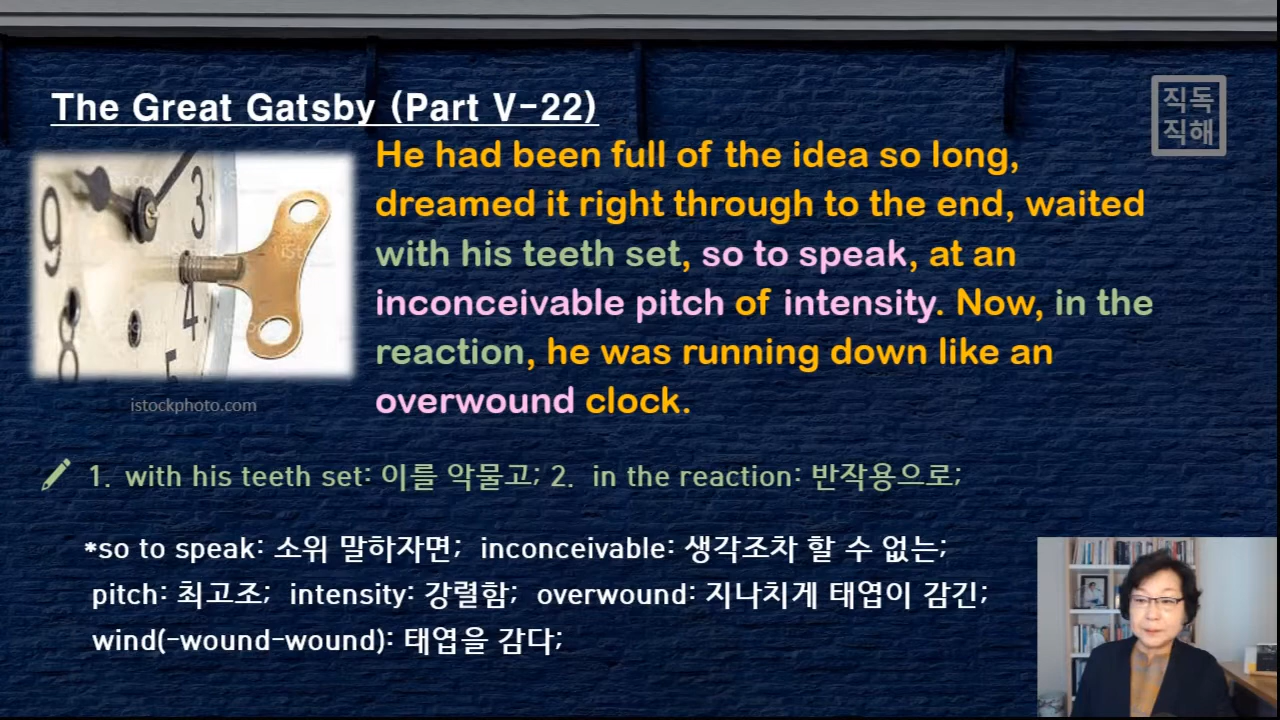 The Great Gatsby (Part V-22)
직독
직해
He had been full of the idea so long,
dreamed it right through to the end, waited
with his teeth set, so to speak, at an
inconceivable pitch of intensity. Now, in the
reaction, he was running down like an
overwound clock.
9
3
4
8
5
istockphoto.com
1. with his teeth set: 이를 악물고; 2. in the reaction: 반작용으로;
*so to speak: 소위 말하자면; inconceivable: 생각조차 할 수 없는;
pitch: 최고조; intensity: 강렬함; overwound: 지나치게 태엽이 감긴;
wind(-wound-wound): 태엽을 감다;